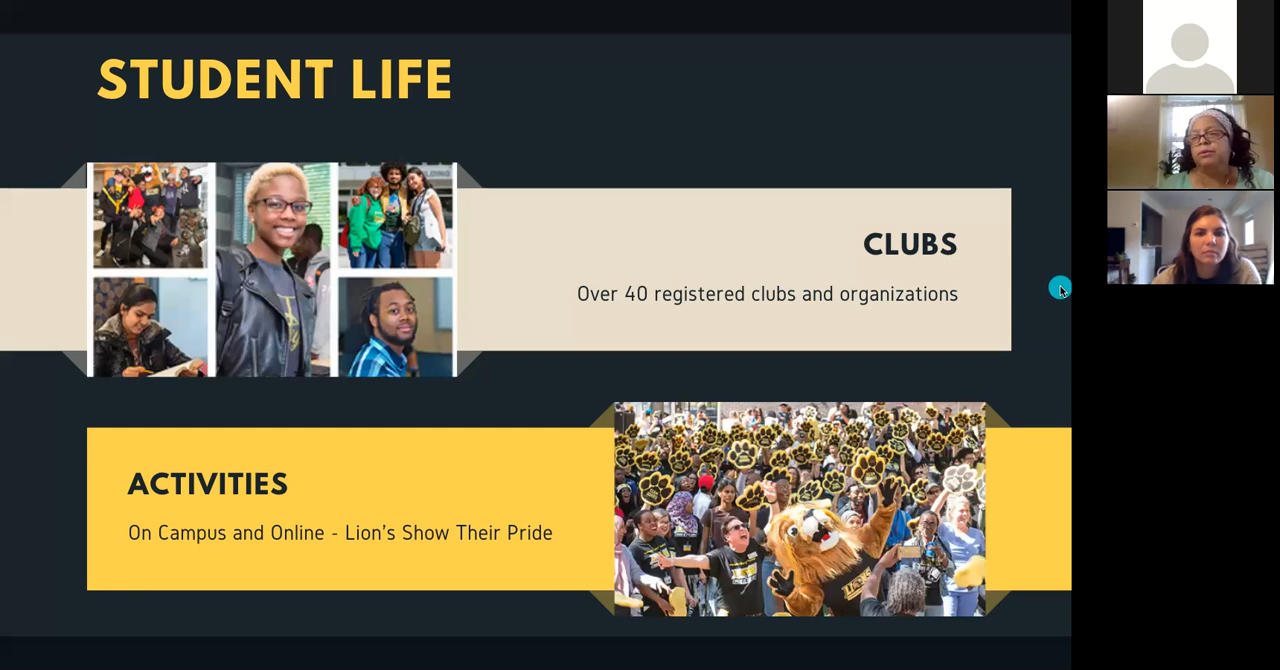 STUDENT LIFE
CLUBS
Over 40 registered clubs and organizations
ACTIVITIES
On Campus and Online - Lion's Show Their Pride